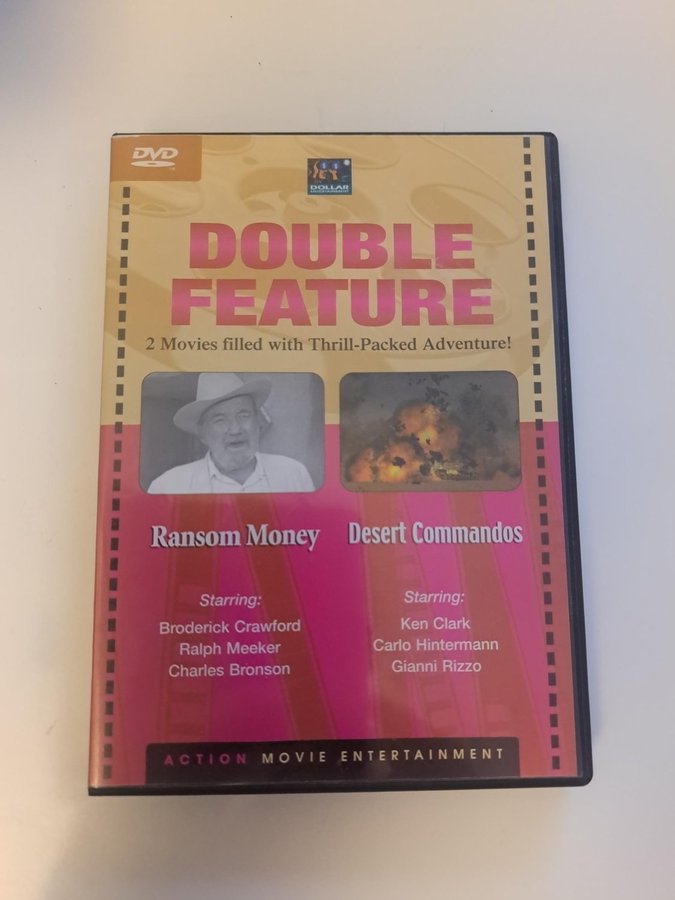 DVD
DOLLAR
ENTERTAINMENT
DOUBLE
FEATURE
2 Movies filled with Thrill-Packed Adventure!
Ransom Money
Desert Commandos
Starring:
Broderick Crawford
Ralph Meeker
Charles Bronson
Starring:
Ken Clark
Carlo Hintermann
Gianni Rizzo
ACTION MOVIE ENTERTAINMENT